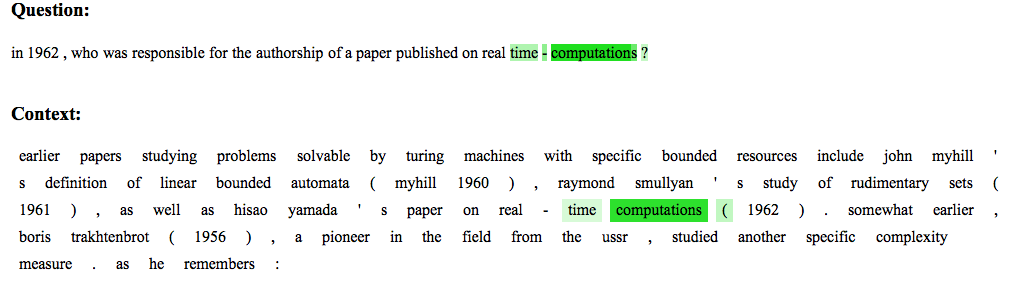 Question:
in 1962 , who was responsible for the authorship of a paper published on real time - computations ?
Context:
earlier papers studying problems solvable by turing machines with specific bounded resources include john myhill '
s definition of linear bounded automata ( myhill 1960 ) , raymond smullyan ' s study of rudimentary sets (
1961 ) , as well as hisao yamada ' s paper on real - time computations ( 1962 ) . somewhat earlier ,
boris trakhtenbrot ( 1956 ) , a pioneer in the field from the ussr , studied another specific complexity
measure . as he remembers :